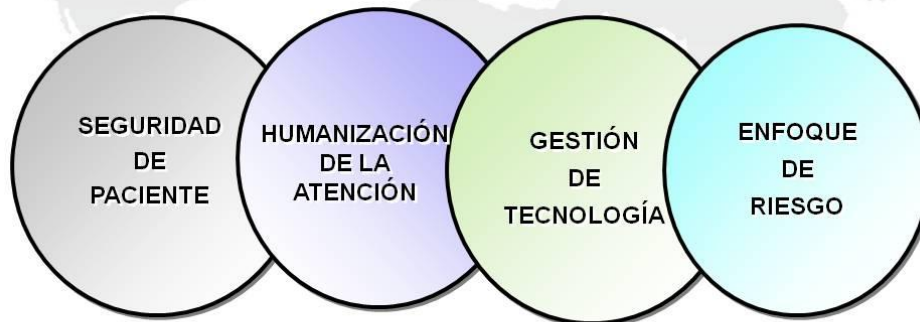 SEGURIDAD
DE
PACIENTE
HUMANIZACIÓN
DE LA
ATENCIÓN
GESTIÓN
DE
TECNOLOGÍA
ENFOQUE
DE
RIESGO